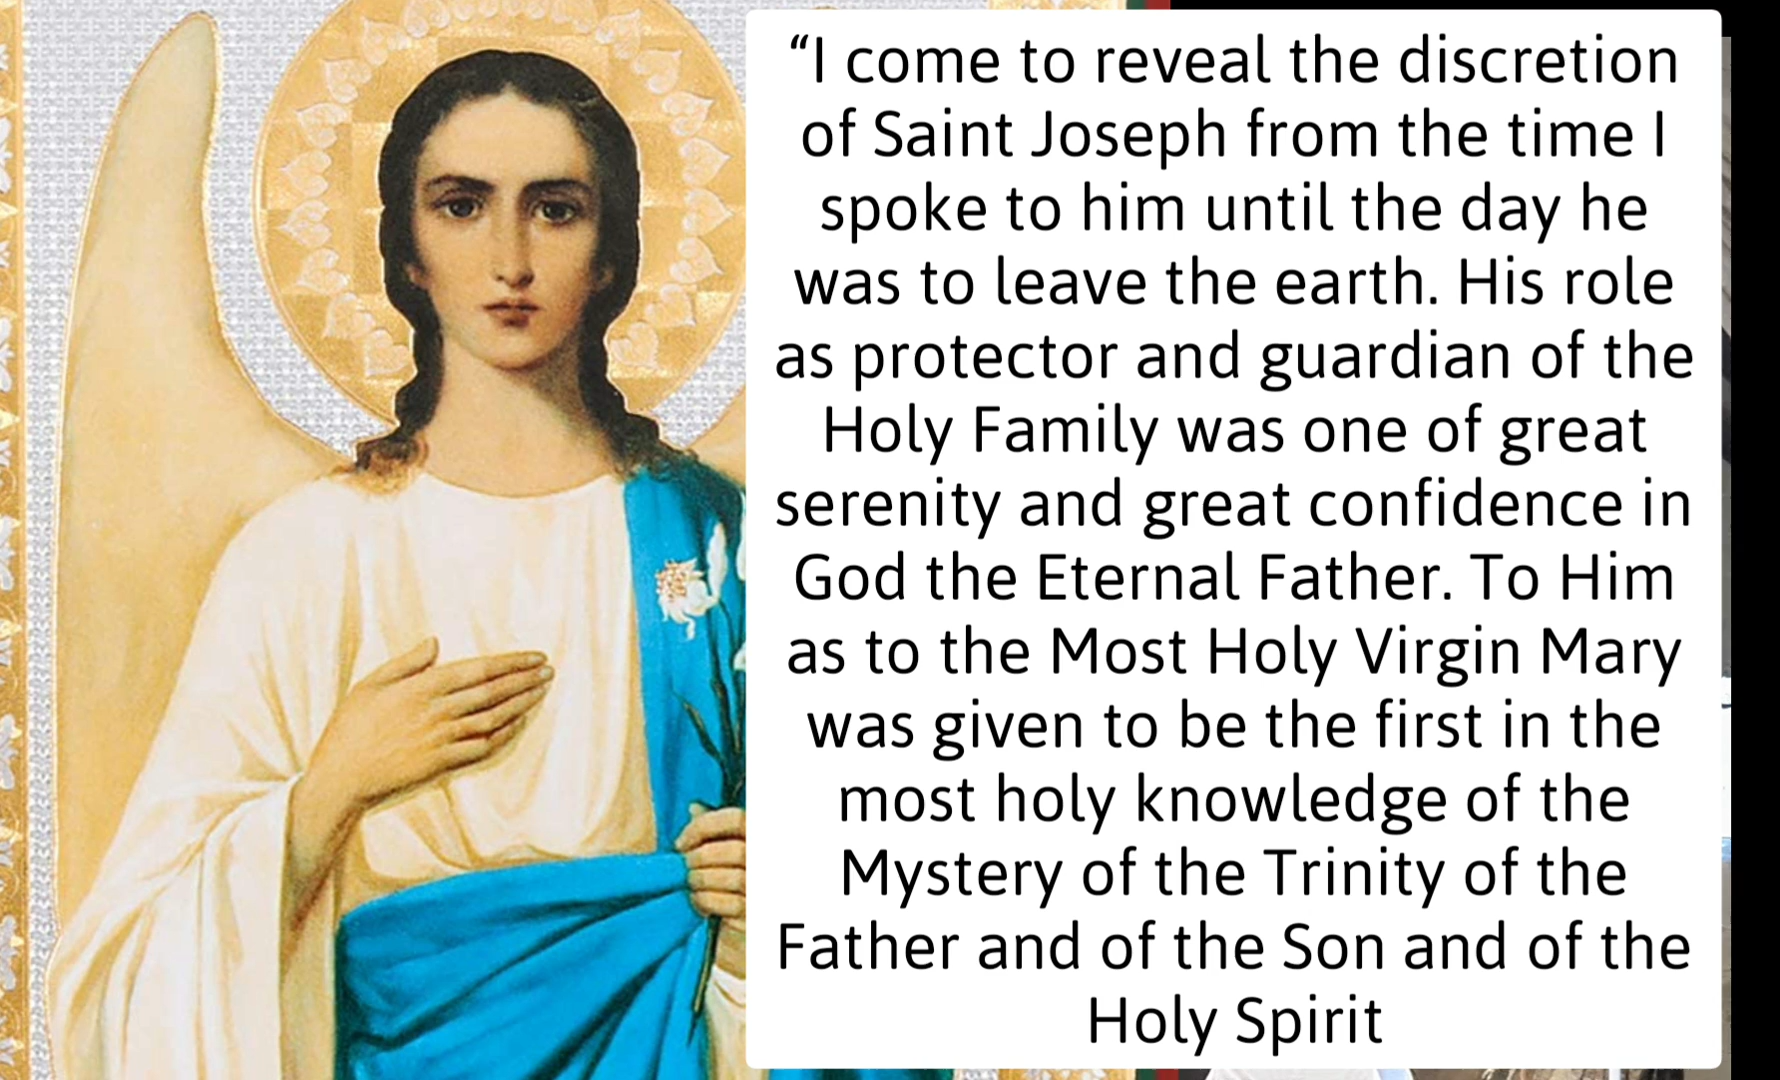 “I come to reveal the discretion
of Saint Joseph from the time I
spoke to him until the day he
was to leave the earth. His role
as protector and guardian of the
Holy Family was one of great
serenity and great confidence in
God the Eternal Father. To Him
as to the Most Holy Virgin Mary
was given to be the first in the
most holy knowledge of the
Mystery of the Trinity of the
Father and of the Son and of the
Holy Spirit